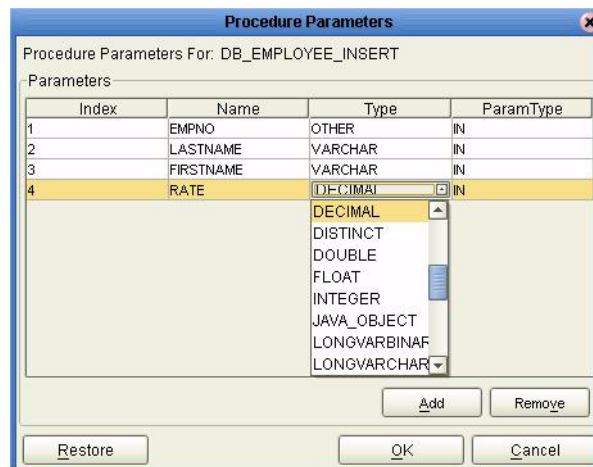 Procedure Parameters
Procedure Parameters For: DB_EMPLOYEE_INSERT
Parameters
Index Name Type ParamType
1 EMPNO OTHER IN
2 LASTNAME VARCHAR IN
3 FIRSTNAME VARCHAR IN
4 RATE DECIMAL IN
DECIMAL
DISTINCT
DOUBLE
FLOAT
INTEGER
JAVA_OBJECT
LONGVARBINAR
LONGVARCHAR
Add Remove
Restore OK Cancel